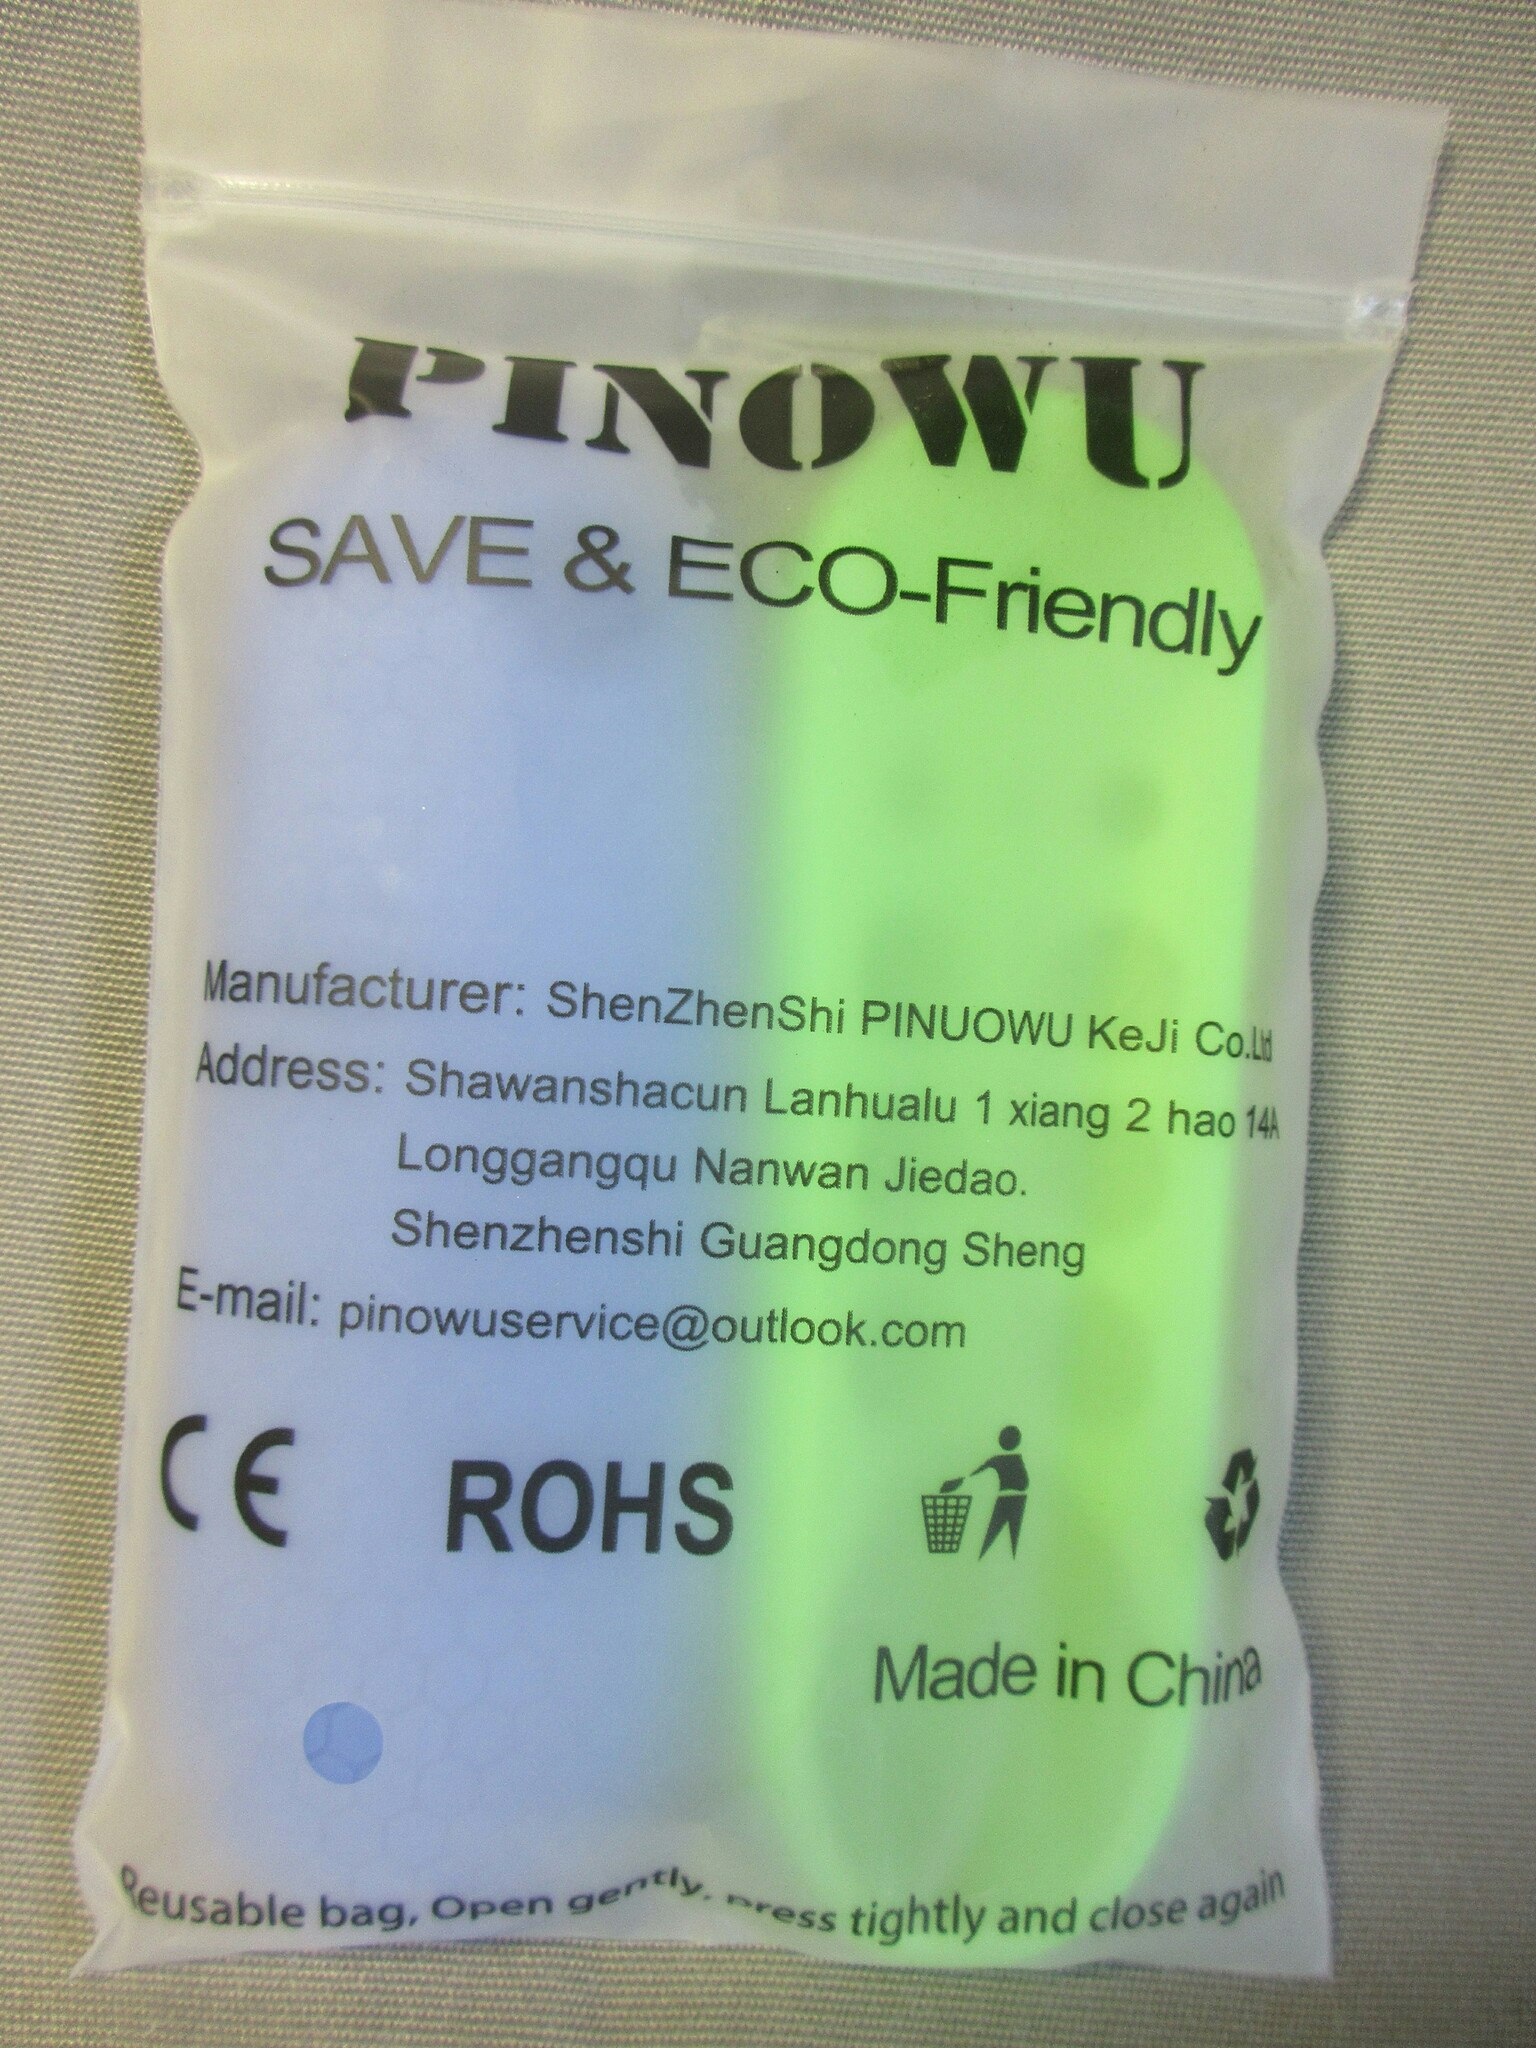 PINOWU
SAVE & ECO-Friendly
Manufacturer: ShenZhenShi PINUOWU KeJi Co.Ltd
Address: Shawanshacun Lanhualu 1 xiang 2 hao 14A
Longgangqu Nanwan Jiedao.
Shenzhenshi Guangdong Sheng
E-mail: pinowuservice@outlook.com
CE ROHS
Made in China
Reusable bag, Open gently, press tightly and close again